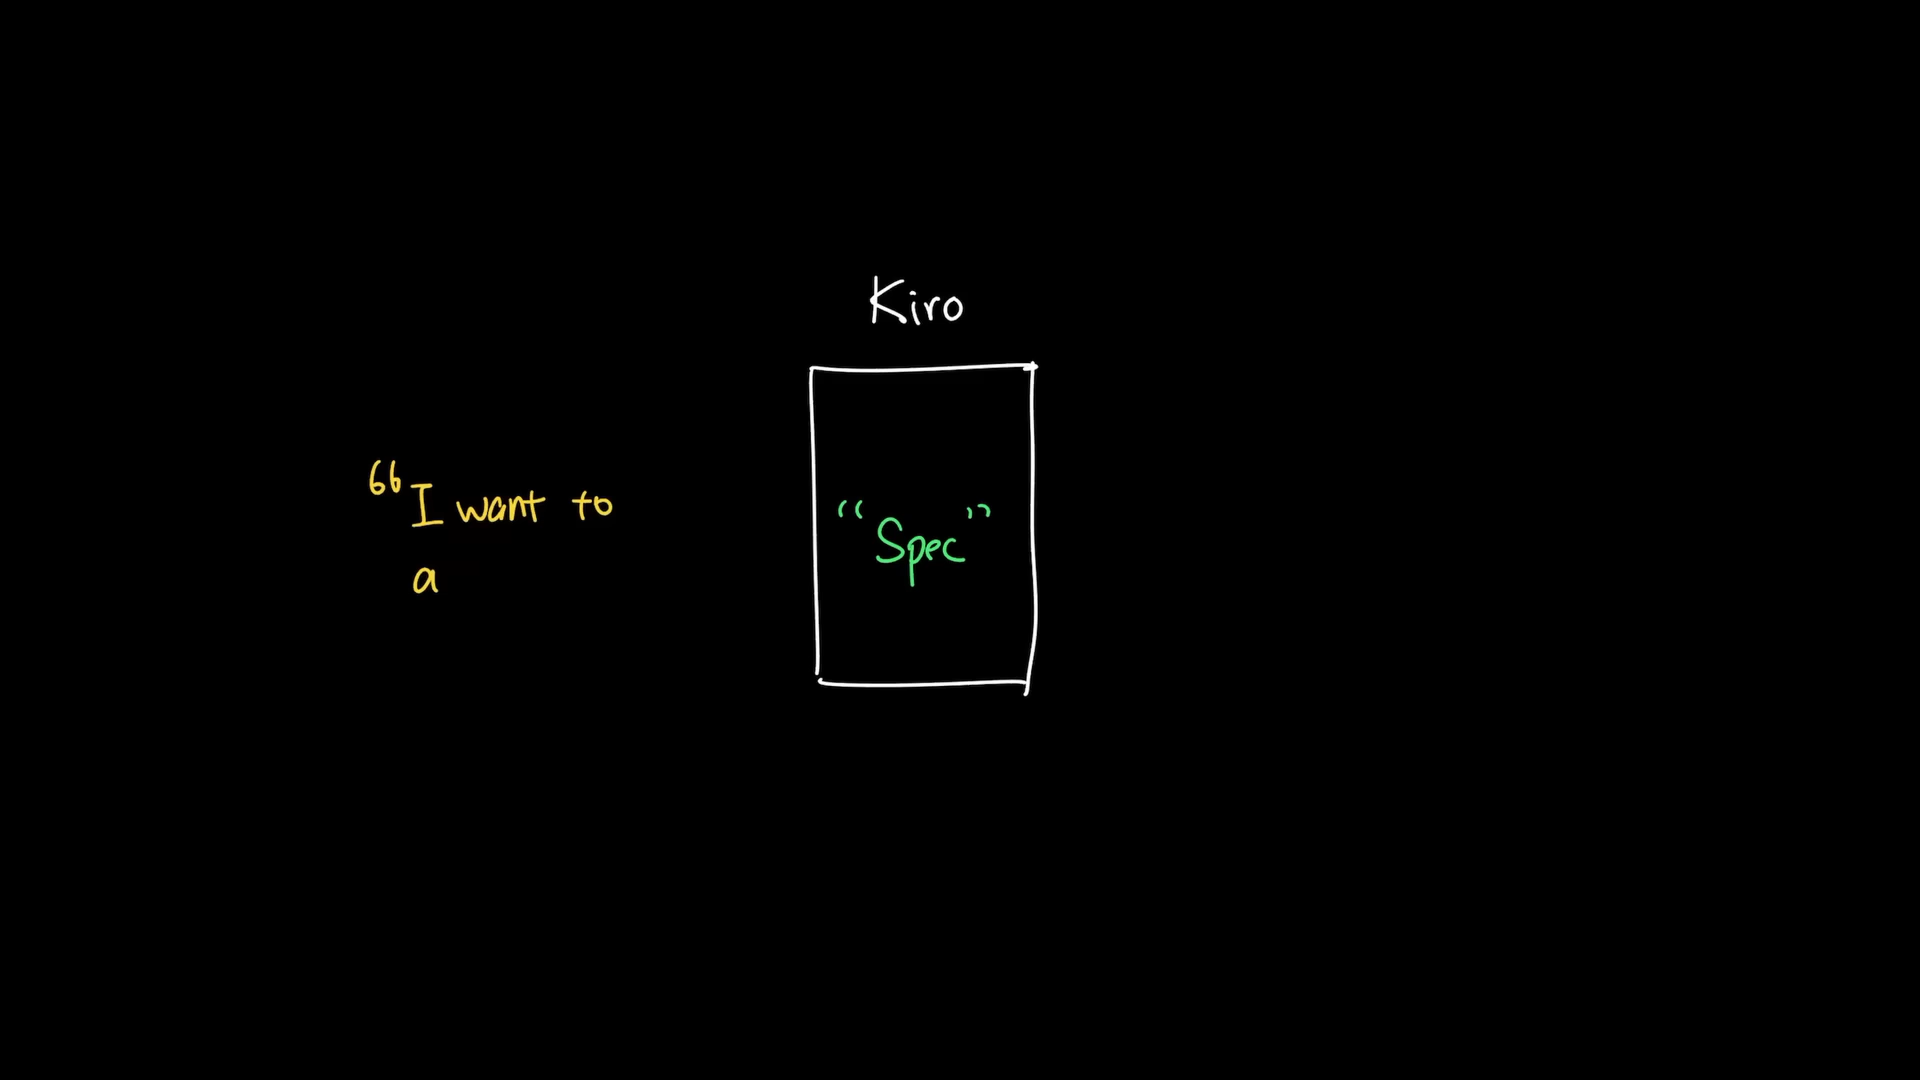 Kiro
“I want to
a
“Spec”